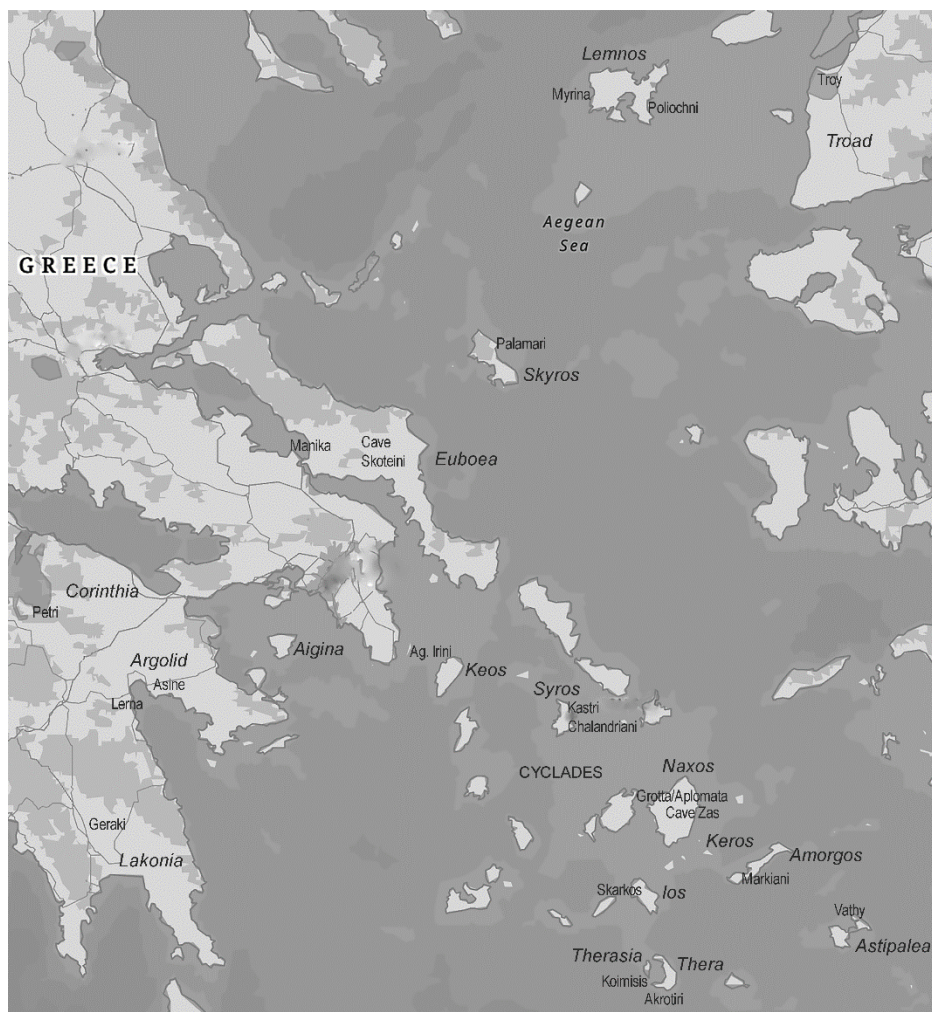 Lemnos
Myrina
Poliochni
Troy
Troad
Aegean
Sea
GREECE
Palamari
Skyros
Manika
Cave
Skoteini
Euboea
Corinthia
Petri
Aigina
Argolid
Asine
Lerna
Ag. Irini
Keos
Syros
Kastri
Chalandriani
CYCLADES
Naxos
Grotta/Aplomata
Cave Zas
Geraki
Lakonia
Keros
Amorgos
Markiani
Skarkos
Ios
Vathy
Astipalea
Therasia
Thera
Koimisis
Akrotiri